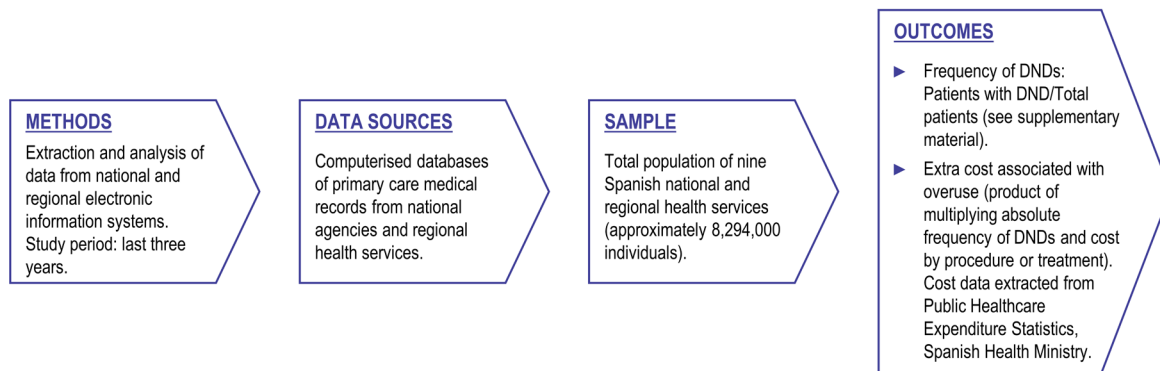 METHODS
Extraction and analysis of
data from national and
regional electronic
information systems.
Study period: last three
years.
DATA SOURCES
Computerised databases
of primary care medical
records from national
agencies and regional
health services.
SAMPLE
Total population of nine
Spanish national and
regional health services
(approximately 8,294,000
individuals).
OUTCOMES
► Frequency of DNDs:
Patients with DND/Total
patients (see supplementary
material).
► Extra cost associated with
overuse (product of
multiplying absolute
frequency of DNDs and cost
by procedure or treatment).
Cost data extracted from
Public Healthcare
Expenditure Statistics,
Spanish Health Ministry.